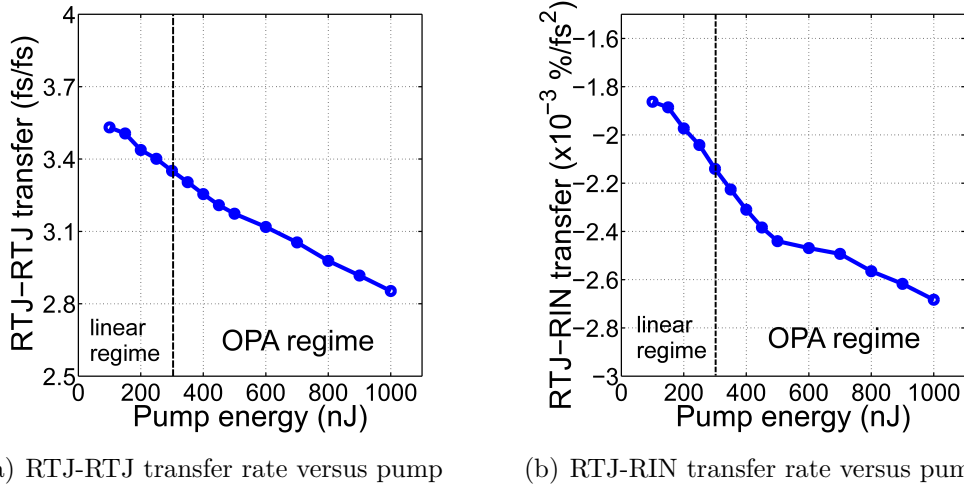 4
3.7
3.4
3.1
2.8
2.5
RTJ−RTJ transfer (fs/fs)
linear
regime
OPA regime
0 200 400 600 800 1000
Pump energy (nJ)
) RTJ-RTJ transfer rate versus pump
−1.6
−1.8
−2
−2.2
−2.4
−2.6
−2.8
−3
RTJ−RIN transfer (x10⁻³ %/fs²)
linear
regime
OPA regime
0 200 400 600 800 1000
Pump energy (nJ)
(b) RTJ-RIN transfer rate versus pum